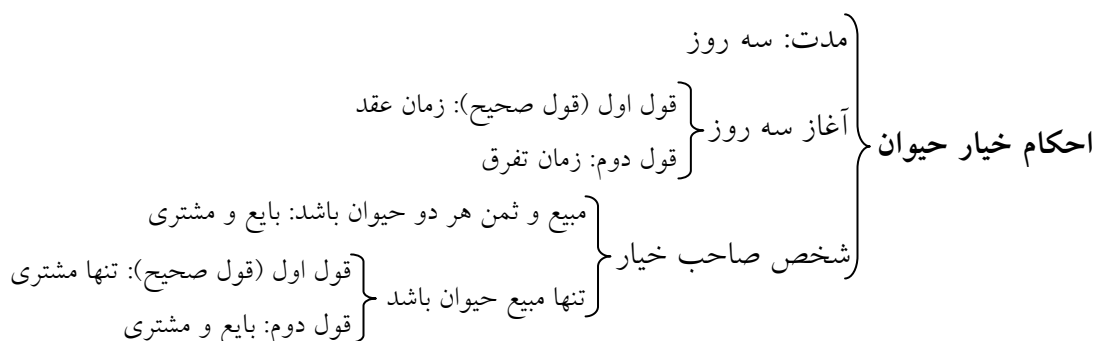 احکام خیار حیوان
مدت: سه روز
آغاز سه روز
قول اول (قول صحیح): زمان عقد
قول دوم: زمان تفرق
شخص صاحب خیار
مبیع و ثمن هر دو حیوان باشد: بایع و مشتری
تنها مبیع حیوان باشد
قول اول (قول صحیح): تنها مشتری
قول دوم: بایع و مشتری